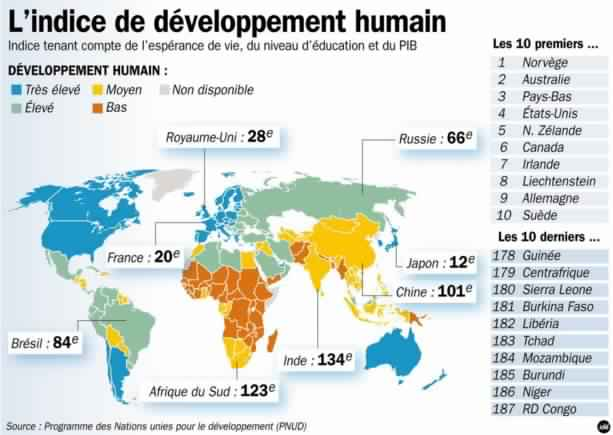 L'indice de développement humain
Indice tenant compte de l'espérance de vie, du niveau d'éducation et du PIB
DÉVELOPPEMENT HUMAIN :
Très élevé
Moyen
Non disponible
Élevé
Bas
Royaume-Uni : 28e
Russie : 66e
France : 20e
Japon : 12e
Chine : 101e
Brésil : 84e
Inde : 134e
Afrique du Sud : 123e
Les 10 premiers ...
1 Norvège
2 Australie
3 Pays-Bas
4 États-Unis
5 N. Zélande
6 Canada
7 Irlande
8 Liechtenstein
9 Allemagne
10 Suède
Les 10 derniers ...
178 Guinée
179 Centrafrique
180 Sierra Leone
181 Burkina Faso
182 Libéria
183 Tchad
184 Mozambique
185 Burundi
186 Niger
187 RD Congo
Source : Programme des Nations unies pour le développement (PNUD)